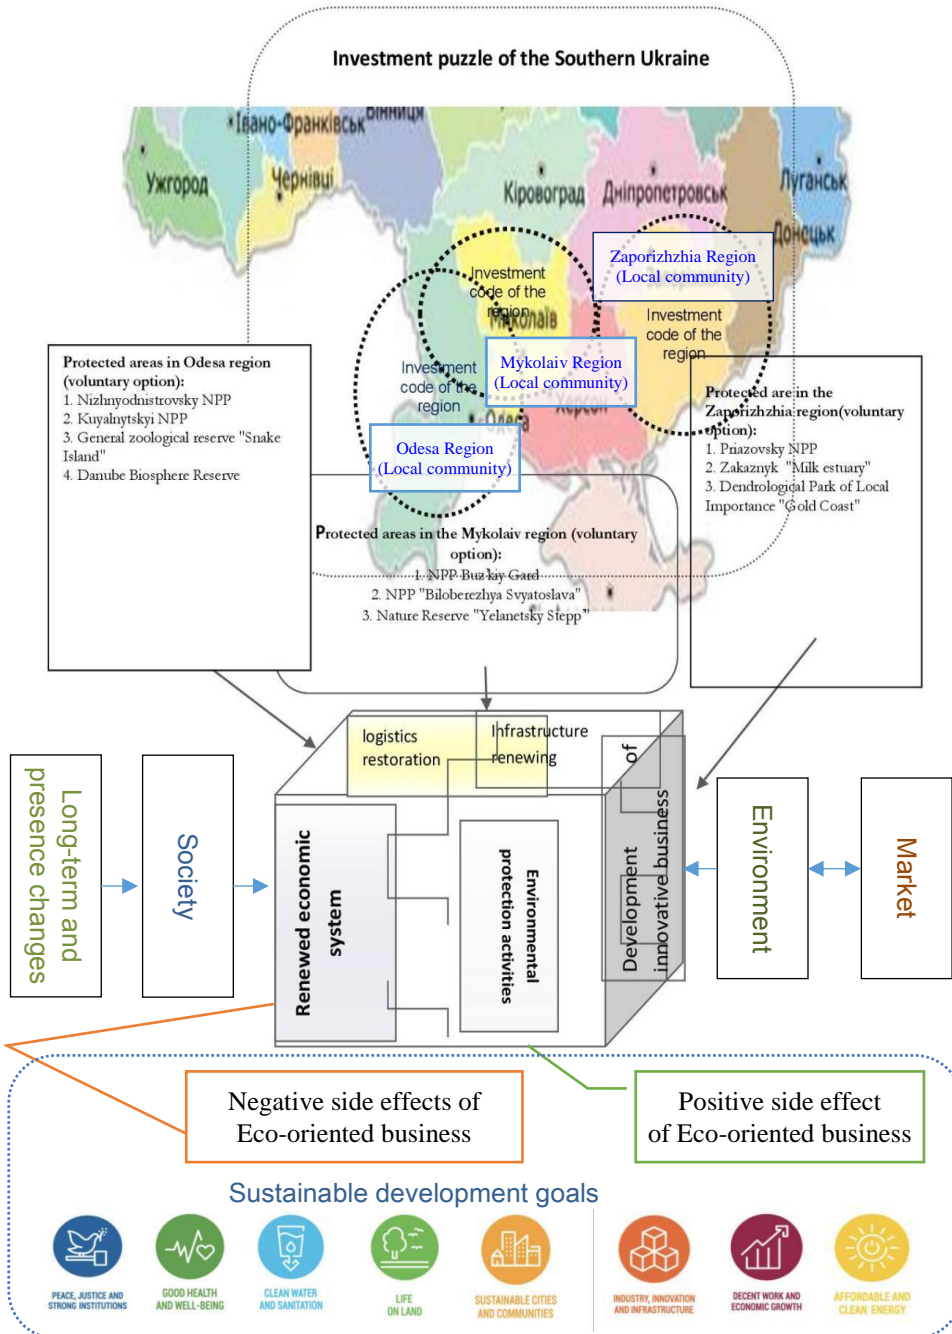 Investment puzzle of the Southern Ukraine
Вінниця
Івано-Франківськ
Ужгород
Чернівці
Кіровоград
Дніпропетровськ
Луганськ
Донецьк
Zaporizhzhia Region
(Local community)
Investment
code of the
region
Миколаїв
Investment
code of the
region
Mykolaiv Region
(Local community)
Херсон
Investment
code of the
region
Одеса
Odesa Region
(Local community)
Protected areas in Odesa region
(voluntary option):
1. Nizhnyodnistrovsky NPP
2. Kuyalnytskyi NPP
3. General zoological reserve "Snake
Island"
4. Danube Biosphere Reserve
Protected are in the
Zaporizhzhia region(voluntary
option):
1. Priazovsky NPP
2. Zakaznyk "Milk estuary"
3. Dendrological Park of Local
Importance "Gold Coast"
Protected areas in the Mykolaiv region (voluntary
option):
1. NPP Buz'kiy Gard
2. NPP "Biloberezhya Svyatoslava"
3. Nature Reserve "Yelanetsky Stepp"
logistics
restoration
Infrastructure
renewing
Long-term and
presence changes
Society
Renewed economic
system
Environmental
protection activities
Development of
innovative business
Environment
Market
Negative side effects of
Eco-oriented business
Positive side effect
of Eco-oriented business
Sustainable development goals
PEACE, JUSTICE AND
STRONG INSTITUTIONS
GOOD HEALTH
AND WELL-BEING
CLEAN WATER
AND SANITATION
LIFE
ON LAND
SUSTAINABLE CITIES
AND COMMUNITIES
INDUSTRY, INNOVATION
AND INFRASTRUCTURE
DECENT WORK AND
ECONOMIC GROWTH
AFFORDABLE AND
CLEAN ENERGY